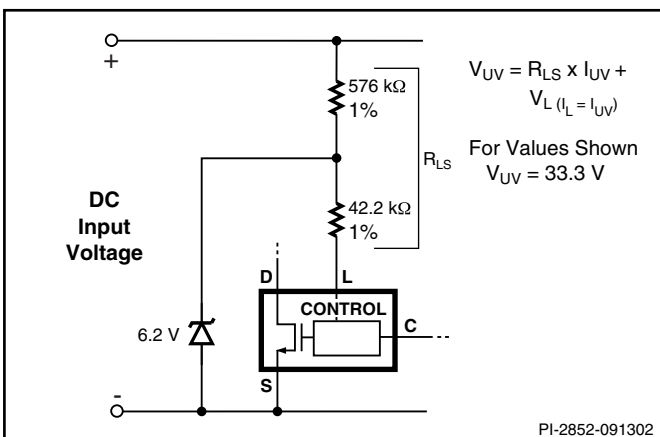 +
576 kΩ
1%
V_UV = R_LS x I_UV +
V_L (I_L = I_UV)
For Values Shown
V_UV = 33.3 V
R_LS
DC
Input
Voltage
42.2 kΩ
1%
D
L
CONTROL
C
6.2 V
S
-
PI-2852-091302